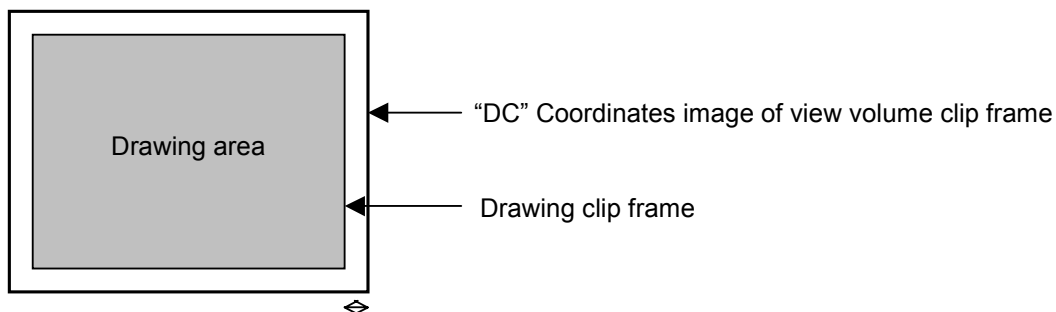 “DC” Coordinates image of view volume clip frame
Drawing area
Drawing clip frame